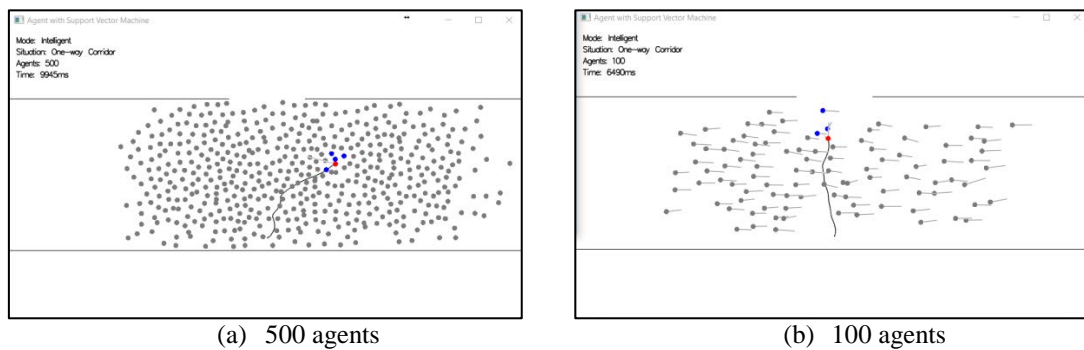 Agent with Support Vector Machine
Mode: Intelligent
Situation: One-way Corridor
Agents: 500
Time: 9945ms
(a) 500 agents
Agent with Support Vector Machine
Mode: Intelligent
Situation: One-way Corridor
Agents: 100
Time: 6490ms
(b) 100 agents